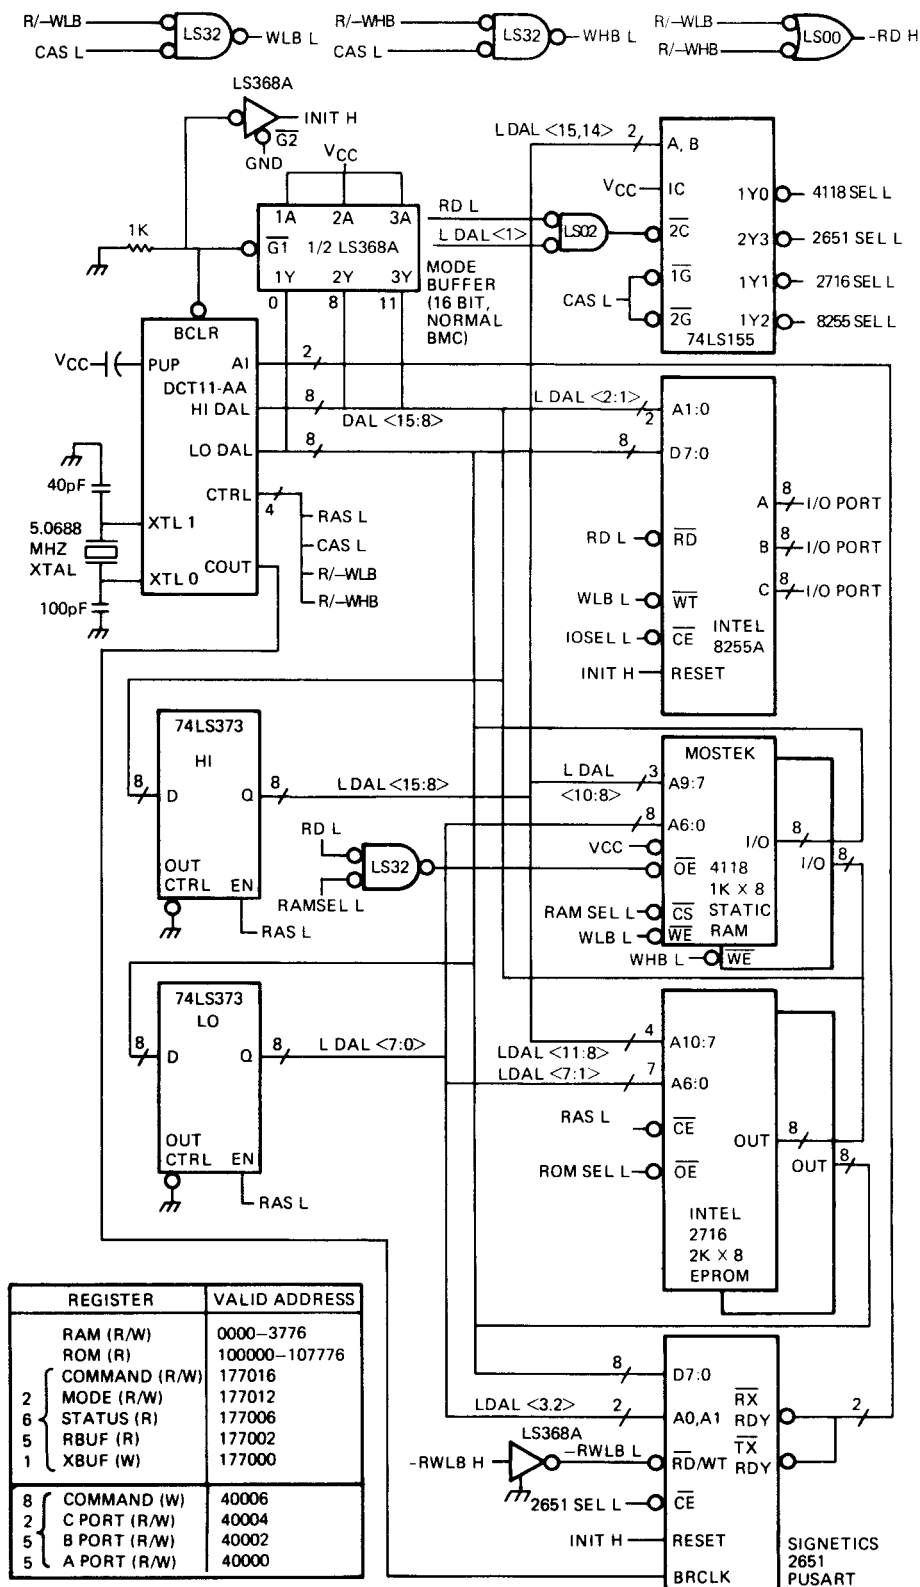 R/-WLB
CAS L
LS32
WLB L
R/-WHB
CAS L
LS32
WHB L
R/-WLB
R/-WHB
LS00
-RD H
LS368A
INIT H
G2
GND
VCC
1A 2A 3A
G1 1/2 LS368A
1Y 2Y 3Y
0 8 11
MODE
BUFFER
(16 BIT,
NORMAL
BMC)
1K
BCLR
VCC
PUP
AI
2
DCT11-AA
HI DAL
8
DAL <15:8>
LO DAL
8
CTRL
4
RAS L
CAS L
R/-WLB
R/-WHB
COUT
40pF
XTL 1
5.0688
MHZ
XTAL
XTL 0
100pF
LDAL <15,14> 2
A, B
VCC
IC
RD L
LDAL<1>
LS02
2C
CAS L
1G
2G
74LS155
1Y0
4118 SEL L
2Y3
2651 SEL L
1Y1
2716 SEL L
1Y2
8255 SEL L
LDAL <2:1>
2
A1:0
8
D7:0
A 8 I/O PORT
B 8 I/O PORT
C 8 I/O PORT
RD L
RD
WLB L
WT
INTEL
8255A
IOSEL L
CE
INIT H
RESET
74LS373
HI
8
D
Q
8
LDAL <15:8>
OUT
CTRL EN
RAS L
RD L
RAMSEL L
LS32
MOSTEK
LDAL
<10:8>
3
A9:7
8
A6:0
VCC
OE
4118
1K X 8
STATIC
RAM
I/O
8
I/O
8
RAM SEL L
CS
WLB L
WE
WHB L
WE
74LS373
LO
8
D
Q
8
LDAL <7:0>
OUT
CTRL EN
RAS L
4
A10:7
LDAL <11:8>
LDAL <7:1>
7
A6:0
RAS L
CE
OUT
8
OUT
8
ROM SEL L
OE
INTEL
2716
2K X 8
EPROM
REGISTER VALID ADDRESS
RAM (R/W) 0000–3776
ROM (R) 100000–107776
COMMAND (R/W) 177016
2 MODE (R/W) 177012
6 STATUS (R) 177006
5 RBUF (R) 177002
1 XBUF (W) 177000
8 COMMAND (W) 40006
2 C PORT (R/W) 40004
5 B PORT (R/W) 40002
5 A PORT (R/W) 40000
8
D7:0
LDAL <3.2>
2
A0,A1
RX
RDY
2
TX
RDY
LS368A
-RWLB H
-RWLB L
RD/WT
2651 SEL L
CE
INIT H
RESET
BRCLK
SIGNETICS
2651
PUSART